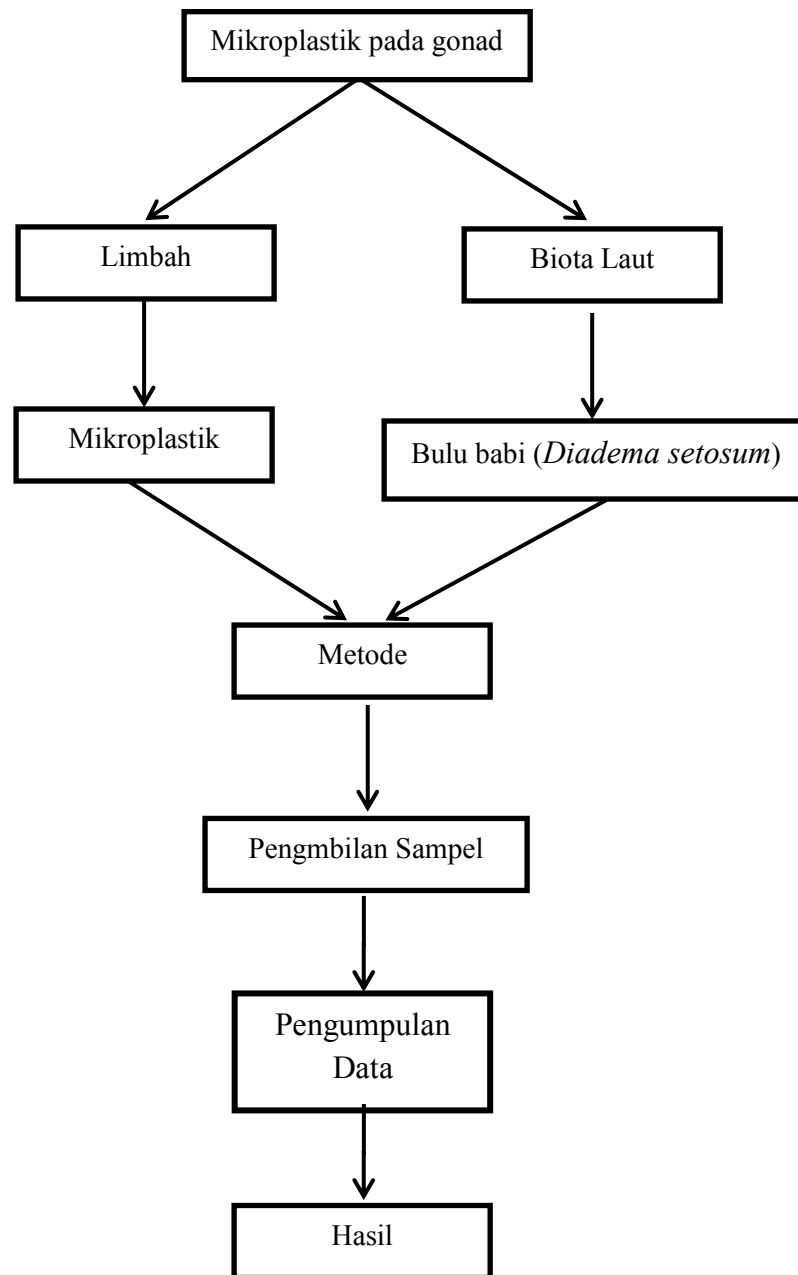 Mikroplastik pada gonad
Limbah
Biota Laut
Mikroplastik
Bulu babi (Diadema setosum)
Metode
Pengmbilan Sampel
Pengumpulan
Data
Hasil